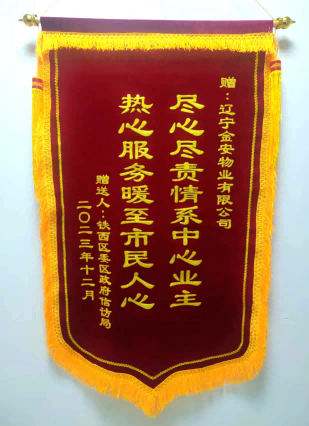 赠：辽宁金安物业有限公司
尽心尽责情系中心业主
热心服务暖至市民人心
赠送人：铁西区委区政府信访局
二〇二三年十二月